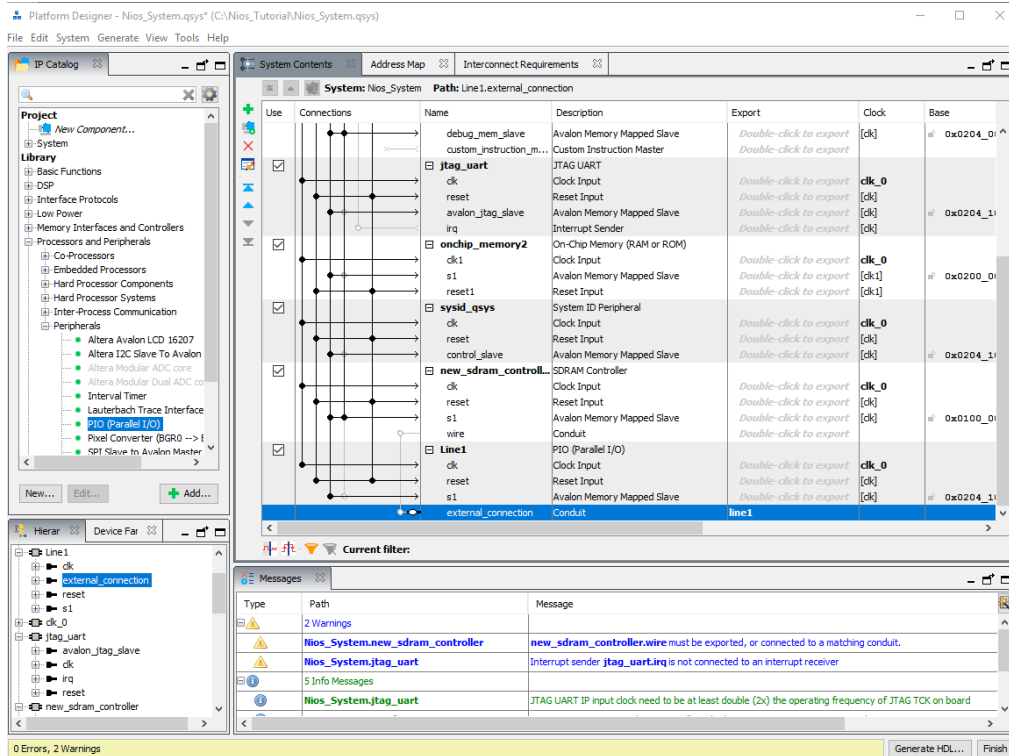 Platform Designer - Nios_System.qsys* (C:\Nios_Tutorial\Nios_System.qsys)
File Edit System Generate View Tools Help
IP Catalog
Project
New Component...
System
Library
Basic Functions
DSP
Interface Protocols
Low Power
Memory Interfaces and Controllers
Processors and Peripherals
Co-Processors
Embedded Processors
Hard Processor Components
Hard Processor Systems
Inter-Process Communication
Peripherals
Altera Avalon LCD 16207
Altera I2C Slave To Avalon
Altera Modular ADC core
Altera Modular Dual ADC co
Interval Timer
Lauterbach Trace Interface
PIO (Parallel I/O)
Pixel Converter (BGR0 -->
SPI Slave to Avalon Master
New... Edit... Add...
Hierar Device Far
Line1
clk
external_connection
reset
s1
clk_0
jtag_uart
avalon_jtag_slave
clk
irq
reset
new_sdram_controller
System Contents Address Map Interconnect Requirements
System: Nios_System Path: Line1.external_connection
Use Connections Name Description Export Clock Base
debug_mem_slave Avalon Memory Mapped Slave Double-click to export [clk] 0x0204_0
custom_instruction_m... Custom Instruction Master Double-click to export
jtag_uart JTAG UART
clk Clock Input Double-click to export clk_0
reset Reset Input Double-click to export [clk]
avalon_jtag_slave Avalon Memory Mapped Slave Double-click to export [clk] 0x0204_1
irq Interrupt Sender Double-click to export [clk]
onchip_memory2 On-Chip Memory (RAM or ROM)
clk1 Clock Input Double-click to export clk_0
s1 Avalon Memory Mapped Slave Double-click to export [clk1] 0x0200_0
reset1 Reset Input Double-click to export [clk1]
sysid_qsys System ID Peripheral
clk Clock Input Double-click to export clk_0
reset Reset Input Double-click to export [clk]
control_slave Avalon Memory Mapped Slave Double-click to export [clk] 0x0204_1
new_sdram_controll... SDRAM Controller
clk Clock Input Double-click to export clk_0
reset Reset Input Double-click to export [clk]
s1 Avalon Memory Mapped Slave Double-click to export [clk] 0x0100_0
wire Conduit Double-click to export
Line1 PIO (Parallel I/O)
clk Clock Input Double-click to export clk_0
reset Reset Input Double-click to export [clk]
s1 Avalon Memory Mapped Slave Double-click to export [clk] 0x0204_1
external_connection Conduit line1
Current filter:
Messages
Type Path Message
2 Warnings
Nios_System.new_sdram_controller new_sdram_controller.wire must be exported, or connected to a matching conduit.
Nios_System.jtag_uart Interrupt sender jtag_uart.irq is not connected to an interrupt receiver
5 Info Messages
Nios_System.jtag_uart JTAG UART IP input clock need to be at least double (2x) the operating frequency of JTAG TCK on board
0 Errors, 2 Warnings
Generate HDL... Finish